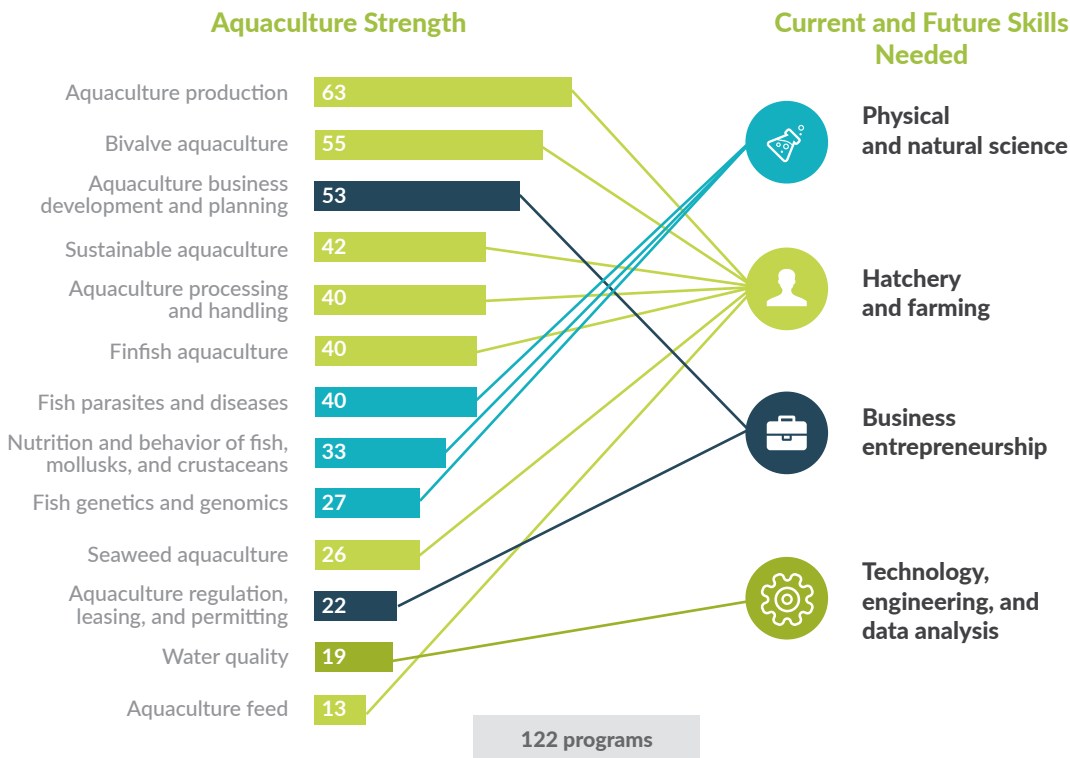 Aquaculture Strength
Current and Future Skills
Needed
Aquaculture production
63
Bivalve aquaculture
55
Aquaculture business
development and planning
53
Sustainable aquaculture
42
Aquaculture processing
and handling
40
Finfish aquaculture
40
Fish parasites and diseases
40
Nutrition and behavior of fish,
mollusks, and crustaceans
33
Fish genetics and genomics
27
Seaweed aquaculture
26
Aquaculture regulation,
leasing, and permitting
22
Water quality
19
Aquaculture feed
13
Physical
and natural science
Hatchery
and farming
Business
entrepreneurship
Technology,
engineering, and
data analysis
122 programs